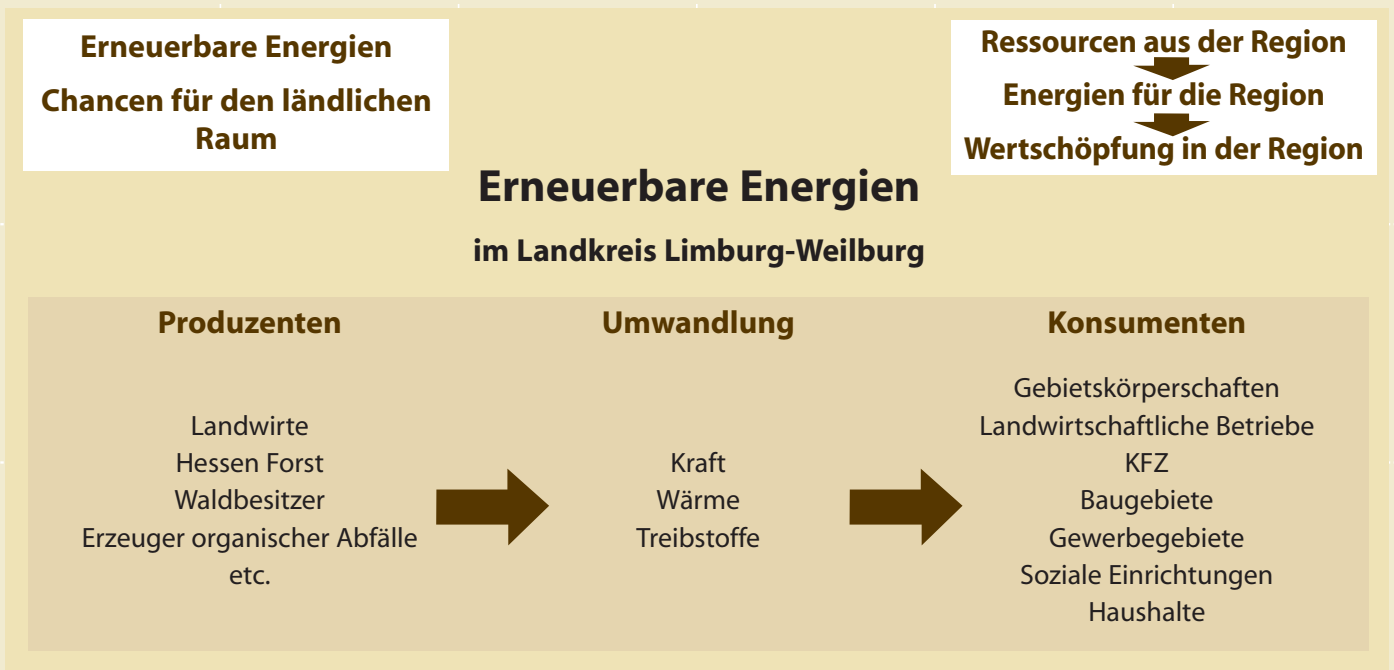 Erneuerbare Energien
Chancen für den ländlichen
Raum
Ressourcen aus der Region
Energien für die Region
Wertschöpfung in der Region
Erneuerbare Energien
im Landkreis Limburg-Weilburg
Produzenten
Landwirte
Hessen Forst
Waldbesitzer
Erzeuger organischer Abfälle
etc.
Umwandlung
Kraft
Wärme
Treibstoffe
Konsumenten
Gebietskörperschaften
Landwirtschaftliche Betriebe
KFZ
Baugebiete
Gewerbegebiete
Soziale Einrichtungen
Haushalte